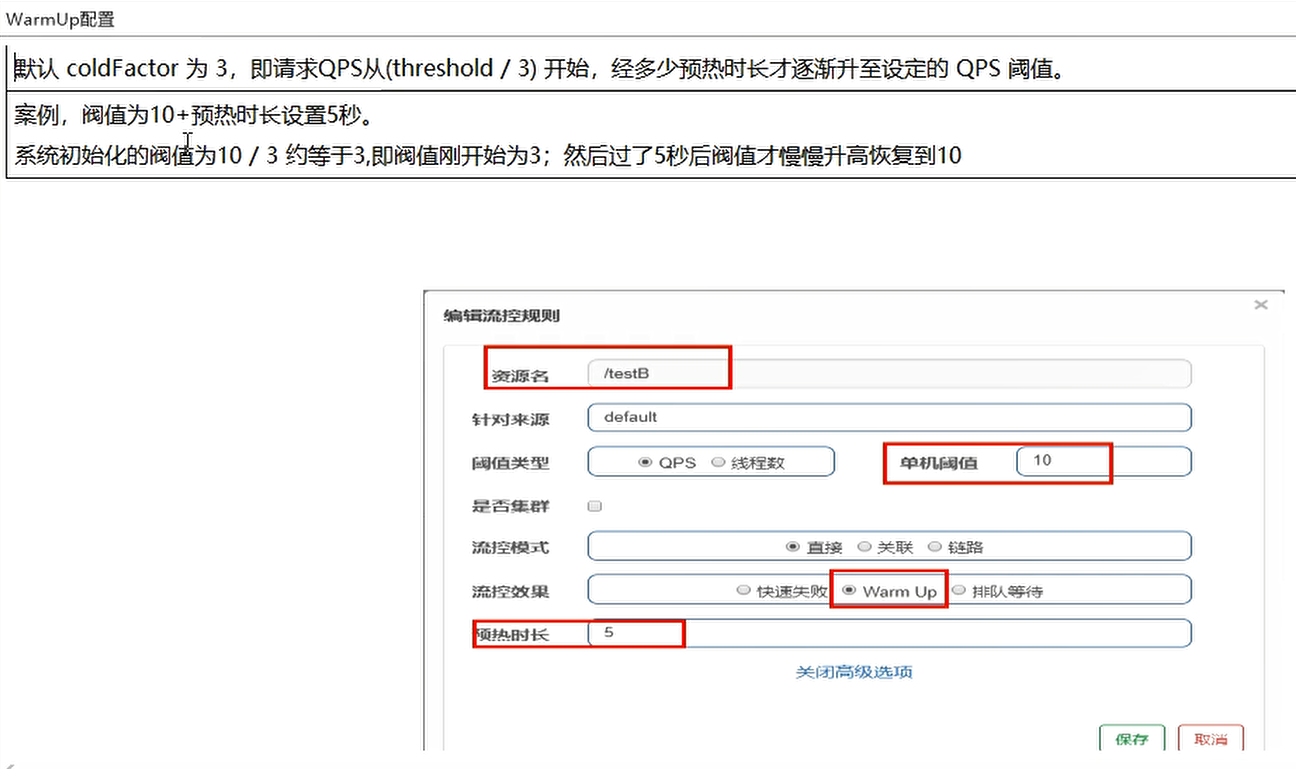 WarmUp配置
默认 coldFactor 为 3，即请求QPS从(threshold / 3) 开始，经多少预热时长才逐渐升至设定的 QPS 阈值。
案例，阀值为10+预热时长设置5秒。
系统初始化的阀值为10 / 3 约等于3,即阀值刚开始为3；然后过了5秒后阀值才慢慢升高恢复到10
编辑流控规则
×
资源名 /testB
针对来源 default
阈值类型 QPS 线程数 单机阈值 10
是否集群
流控模式 直接 关联 链路
流控效果 快速失败 Warm Up 排队等待
预热时长 5
关闭高级选项
保存 取消